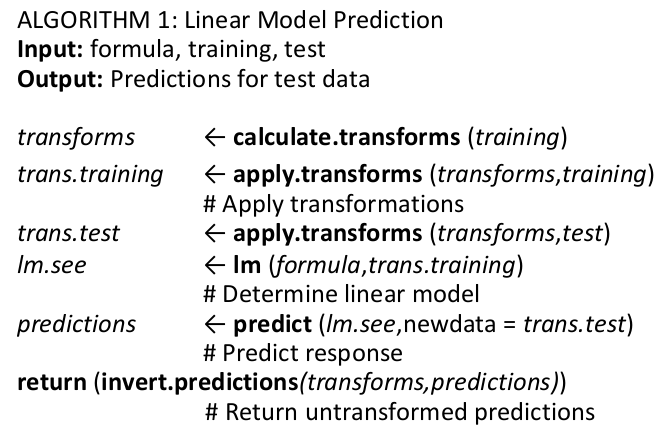 ALGORITHM 1: Linear Model Prediction
Input: formula, training, test
Output: Predictions for test data
transforms ← calculate.transforms (training)
trans.training ← apply.transforms (transforms,training)
# Apply transformations
trans.test ← apply.transforms (transforms,test)
lm.see ← lm (formula,trans.training)
# Determine linear model
predictions ← predict (lm.see,newdata = trans.test)
# Predict response
return (invert.predictions(transforms,predictions))
# Return untransformed predictions